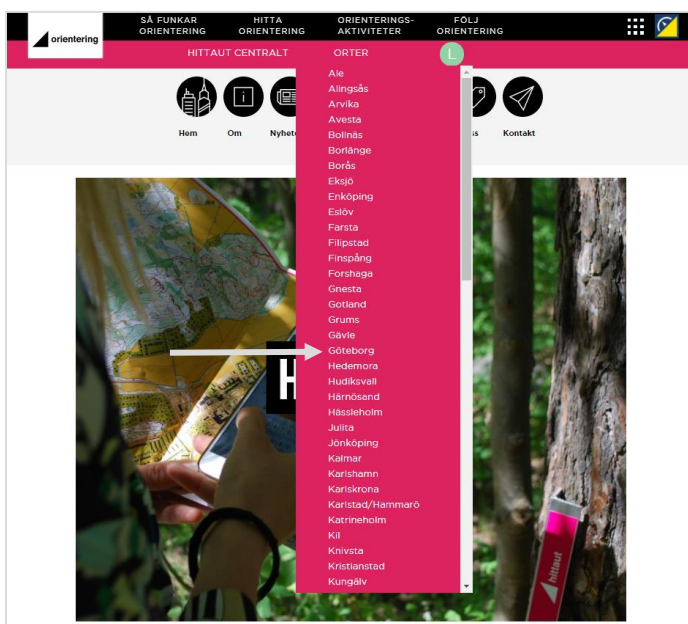 orientering
SÅ FUNKAR
ORIENTERING
HITTA
ORIENTERING
ORIENTERINGS-
AKTIVITETER
FÖLJ
ORIENTERING
HITTAUT CENTRALT
ORTER
L
Hem
Om
Kontakt
Ale
Alingsås
Arvika
Avesta
Bollnäs
Borlänge
Borås
Eksjö
Enköping
Eslöv
Farsta
Filipstad
Finspång
Forshaga
Gnesta
Gotland
Grums
Gävle
Göteborg
Hedemora
Hudiksvall
Härnösand
Hässleholm
Julita
Jönköping
Kalmar
Karlshamn
Karlskrona
Karlstad/Hammarö
Katrineholm
Kil
Knivsta
Kristianstad
Kungälv
H
hittaut